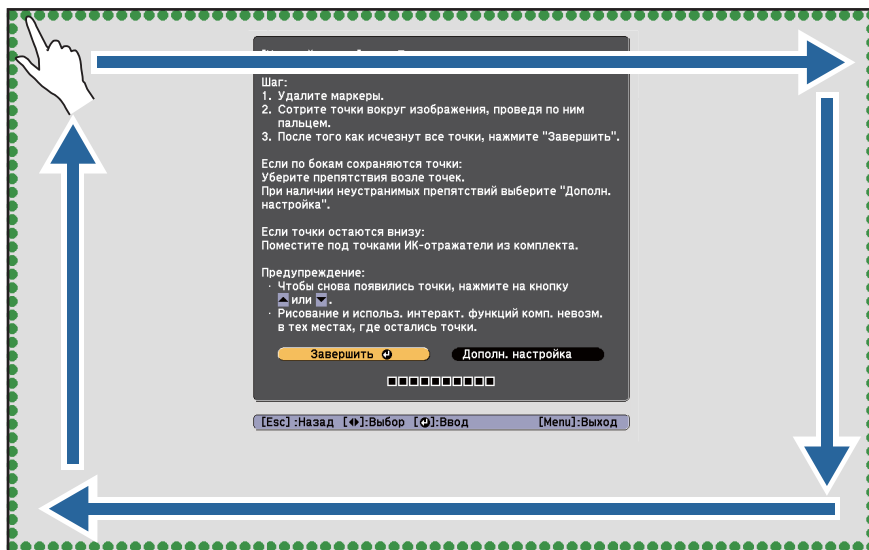 Шаг:
1. Удалите маркеры.
2. Сотрите точки вокруг изображения, проведя по ним
пальцем.
3. После того как исчезнут все точки, нажмите "Завершить".
Если по бокам сохраняются точки:
Уберите препятствия возле точек.
При наличии неустранимых препятствий выберите "Дополн.
настройка".
Если точки остаются внизу:
Поместите под точками ИК-отражатели из комплекта.
Предупреждение:
· Чтобы снова появились точки, нажмите на кнопку
или .
· Рисование и использ. интеракт. функций комп. невозм.
в тех местах, где остались точки.
Завершить Дополн. настройка
[Esc] :Назад [ ]:Выбор [ ]:Ввод [Menu]:Выход